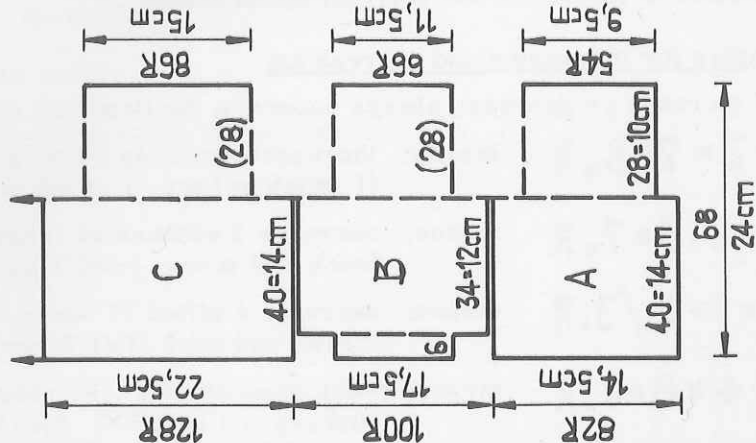 15cm
86R
(28)
C
40=14cm
22,5cm
128R
11,5cm
66R
(28)
B
34=12cm
6
17,5cm
100R
9,5cm
54R
28=10cm
A
40=14cm
14,5cm
82R
68
24cm